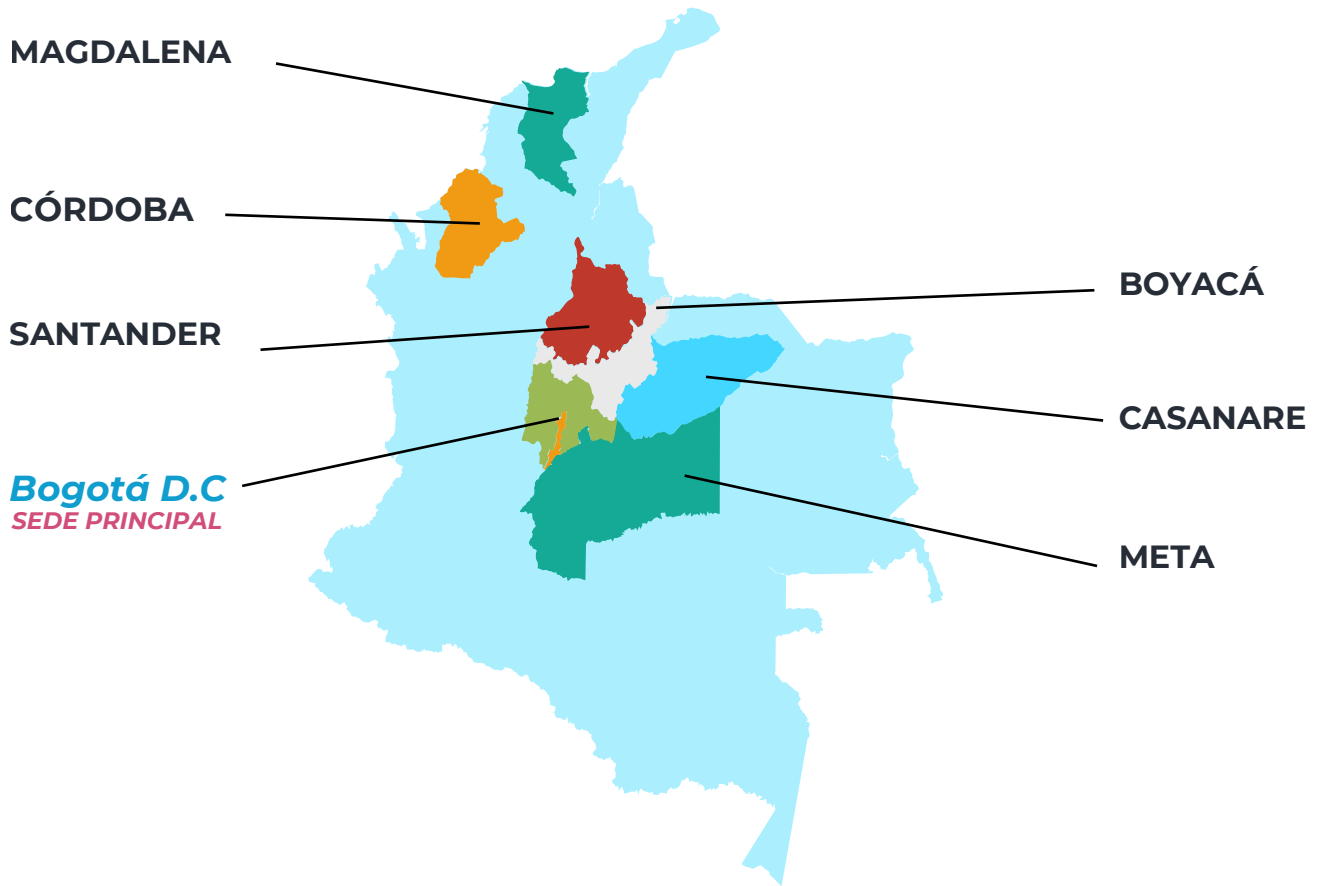 MAGDALENA
CÓRDOBA
SANTANDER
Bogotá D.C
SEDE PRINCIPAL
BOYACÁ
CASANARE
META